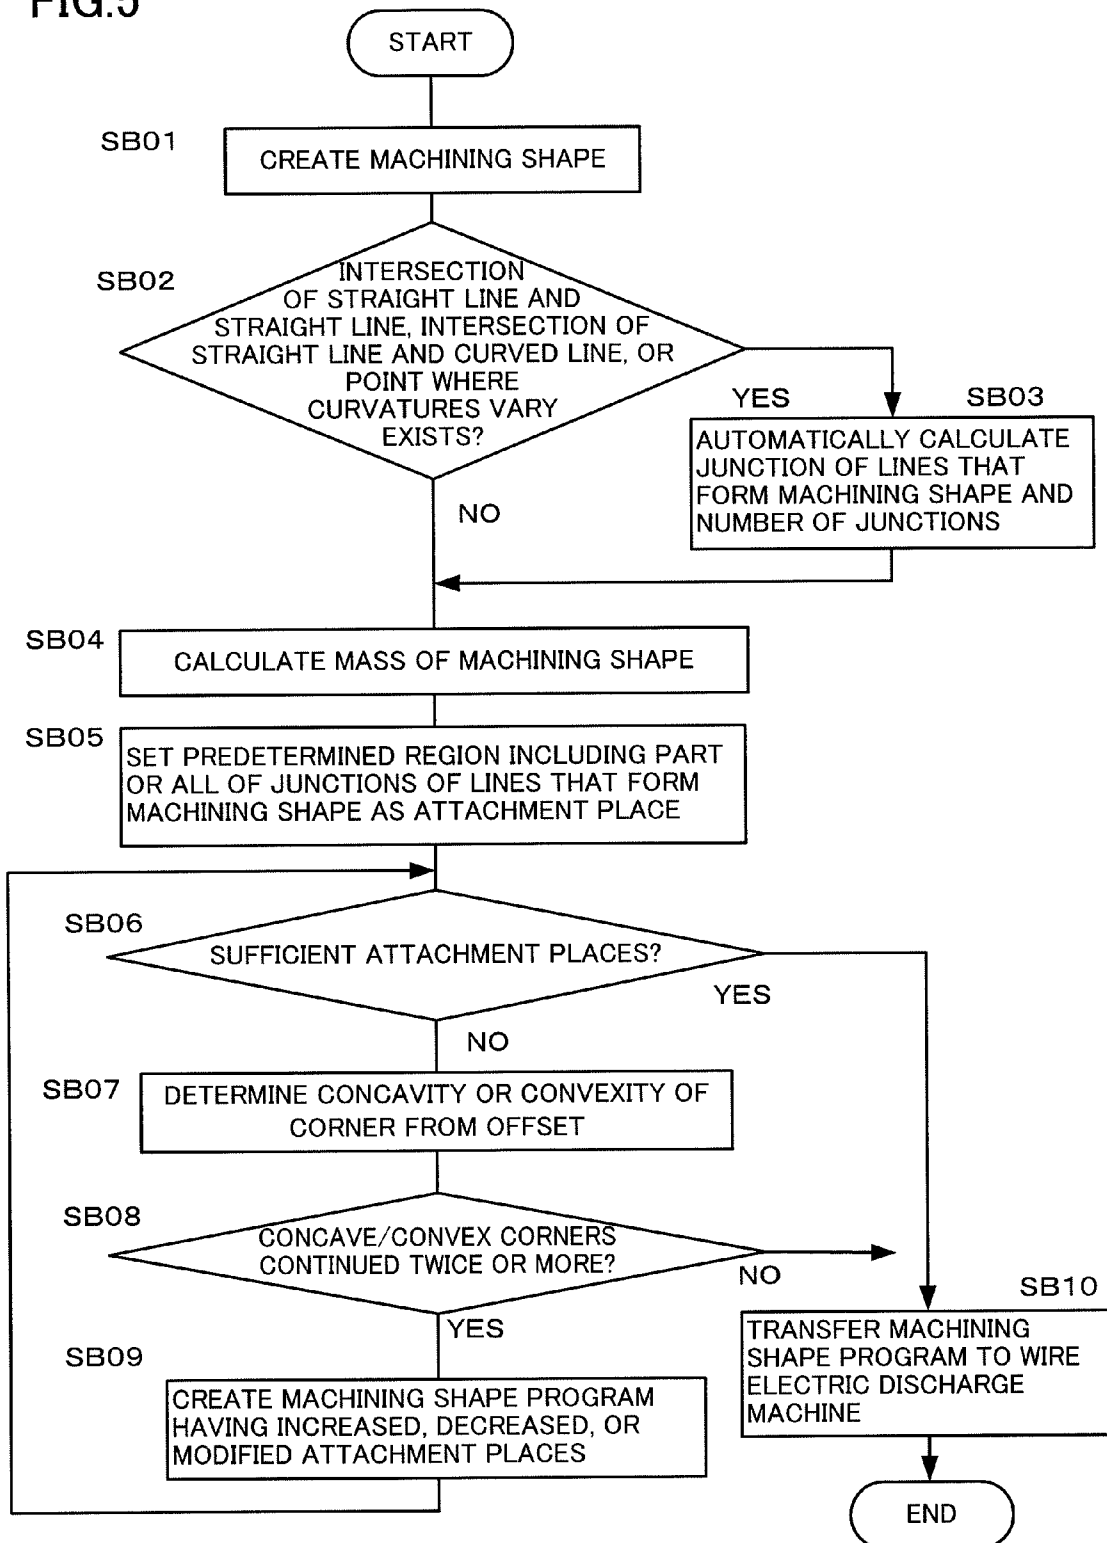 FIG.5
START
SB01
CREATE MACHINING SHAPE
SB02
INTERSECTION
OF STRAIGHT LINE AND
STRAIGHT LINE, INTERSECTION OF
STRAIGHT LINE AND CURVED LINE, OR
POINT WHERE
CURVATURES VARY
EXISTS?
YES
SB03
AUTOMATICALLY CALCULATE
JUNCTION OF LINES THAT
FORM MACHINING SHAPE AND
NUMBER OF JUNCTIONS
NO
SB04
CALCULATE MASS OF MACHINING SHAPE
SB05
SET PREDETERMINED REGION INCLUDING PART
OR ALL OF JUNCTIONS OF LINES THAT FORM
MACHINING SHAPE AS ATTACHMENT PLACE
SB06
SUFFICIENT ATTACHMENT PLACES?
YES
NO
SB07
DETERMINE CONCAVITY OR CONVEXITY OF
CORNER FROM OFFSET
SB08
CONCAVE/CONVEX CORNERS
CONTINUED TWICE OR MORE?
NO
YES
SB09
CREATE MACHINING SHAPE PROGRAM
HAVING INCREASED, DECREASED, OR
MODIFIED ATTACHMENT PLACES
SB10
TRANSFER MACHINING
SHAPE PROGRAM TO WIRE
ELECTRIC DISCHARGE
MACHINE
END